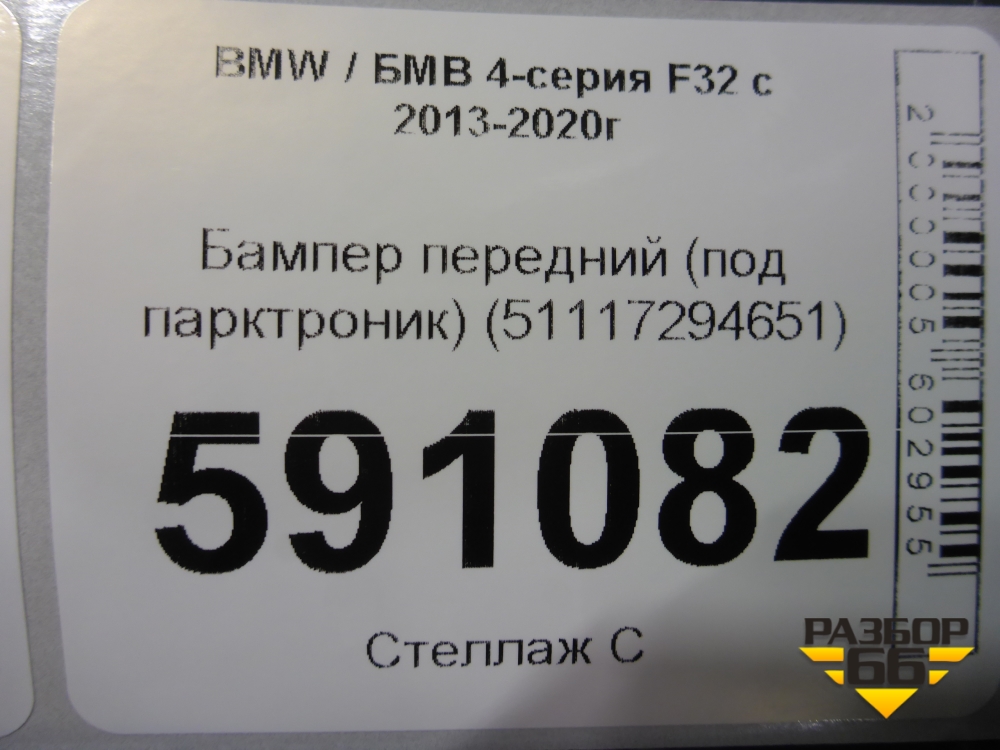 BMW / БМВ 4-серия F32 с
2013-2020г
Бампер передний (под
парктроник) (51117294651)
591082
Стеллаж С
2000005602955
РАЗБОР
66